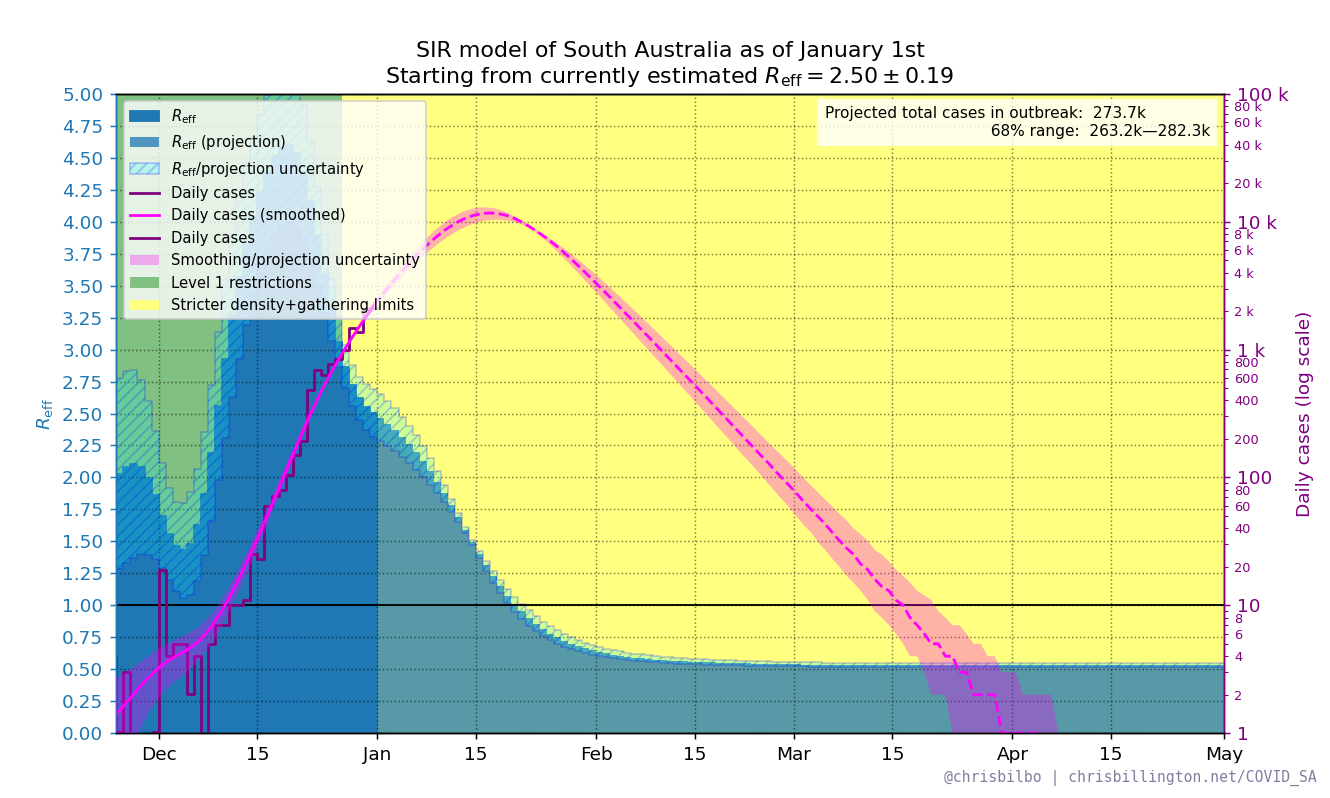 SIR model of South Australia as of January 1st
Starting from currently estimated R_eff = 2.50 ± 0.19
5.00
4.75
4.50
4.25
4.00
3.75
3.50
3.25
3.00
2.75
2.50
2.25
2.00
1.75
1.50
1.25
1.00
0.75
0.50
0.25
0.00
R_eff
R_eff
R_eff (projection)
R_eff/projection uncertainty
Daily cases
Daily cases (smoothed)
Daily cases
Smoothing/projection uncertainty
Level 1 restrictions
Stricter density+gathering limits
Projected total cases in outbreak: 273.7k
68% range: 263.2k—282.3k
100 k
80 k
60 k
40 k
20 k
10 k
8 k
6 k
4 k
2 k
1 k
800
600
400
200
100
80
60
40
20
10
8
6
4
2
1
Daily cases (log scale)
Dec 15 Jan 15 Feb 15 Mar 15 Apr 15 May
@chrisbilbo | chrisbillington.net/COVID_SA